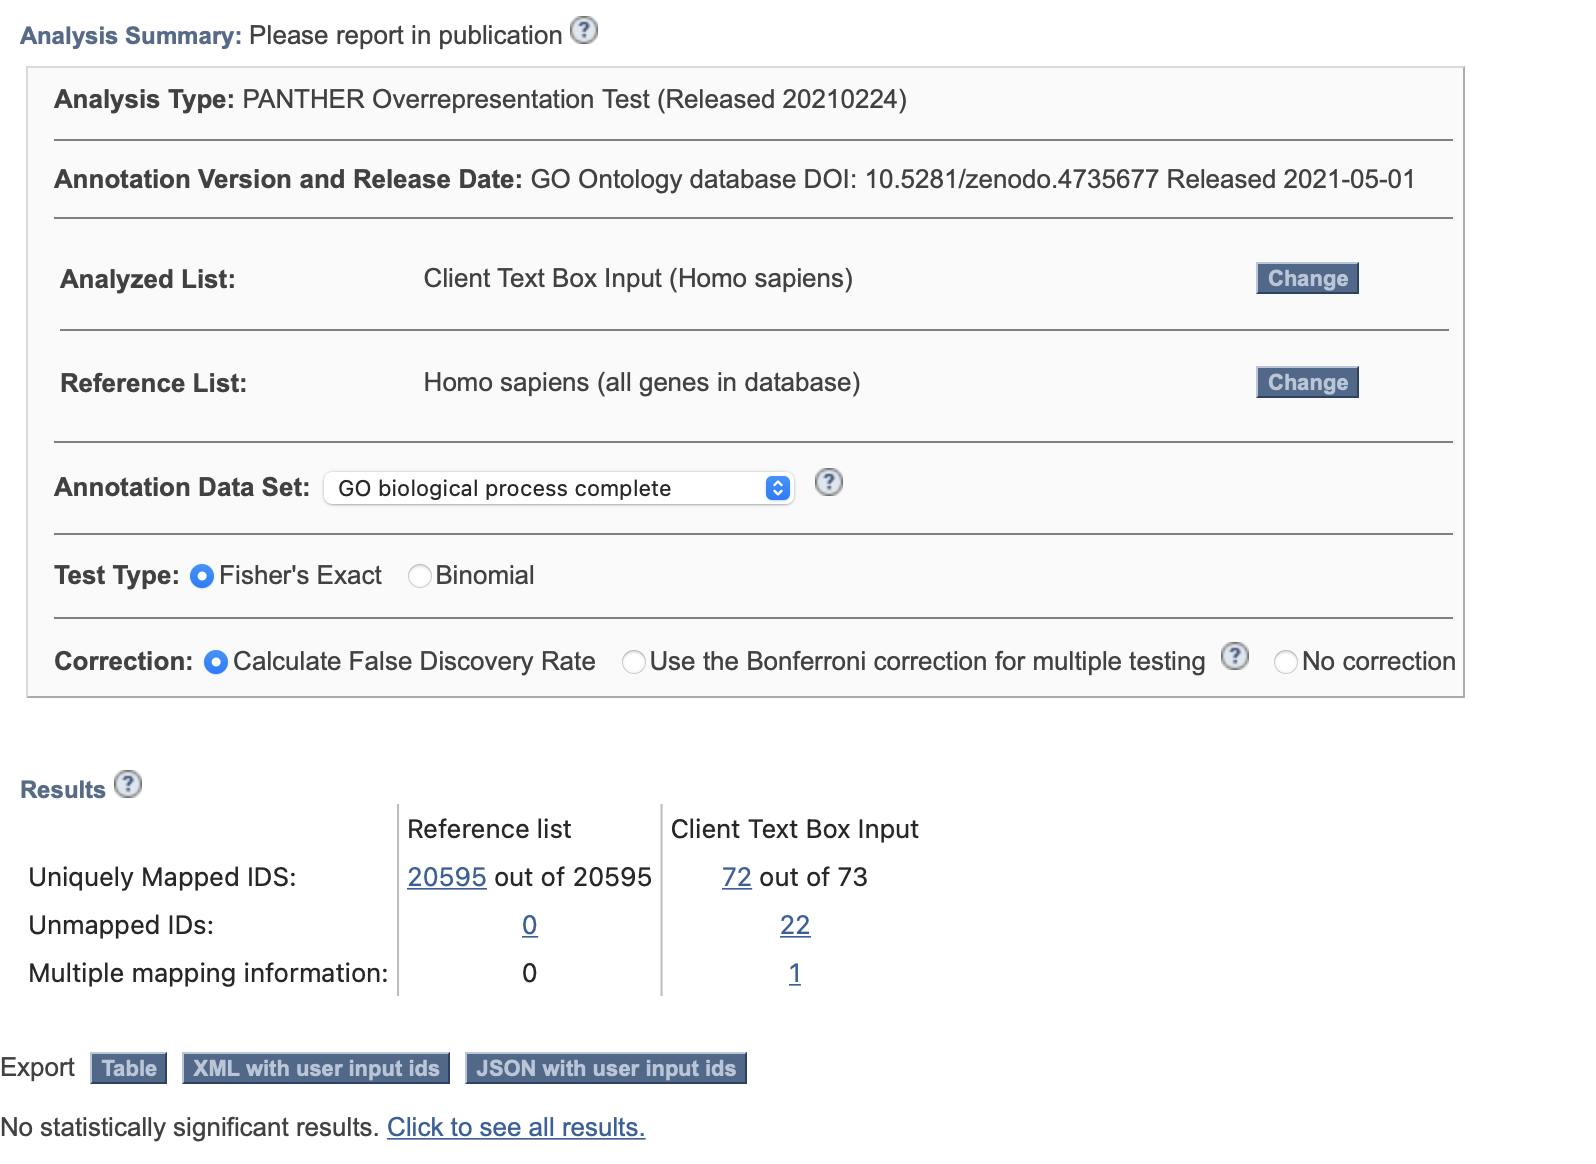 Analysis Summary: Please report in publication ?
Analysis Type: PANTHER Overrepresentation Test (Released 20210224)
Annotation Version and Release Date: GO Ontology database DOI: 10.5281/zenodo.4735677 Released 2021-05-01
Analyzed List: Client Text Box Input (Homo sapiens) Change
Reference List: Homo sapiens (all genes in database) Change
Annotation Data Set: GO biological process complete ?
Test Type: Fisher's Exact Binomial
Correction: Calculate False Discovery Rate Use the Bonferroni correction for multiple testing ? No correction
Results ?
Reference list Client Text Box Input
Uniquely Mapped IDS: 20595 out of 20595 72 out of 73
Unmapped IDs: 0 22
Multiple mapping information: 0 1
Export Table XML with user input ids JSON with user input ids
No statistically significant results. Click to see all results.